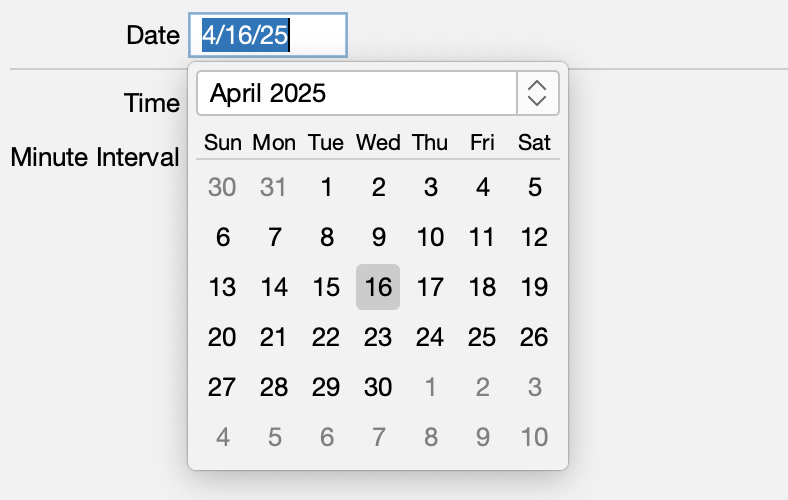 Date 4/16/25
April 2025
Time
Sun Mon Tue Wed Thu Fri Sat
Minute Interval
30 31 1 2 3 4 5
6 7 8 9 10 11 12
13 14 15 16 17 18 19
20 21 22 23 24 25 26
27 28 29 30 1 2 3
4 5 6 7 8 9 10